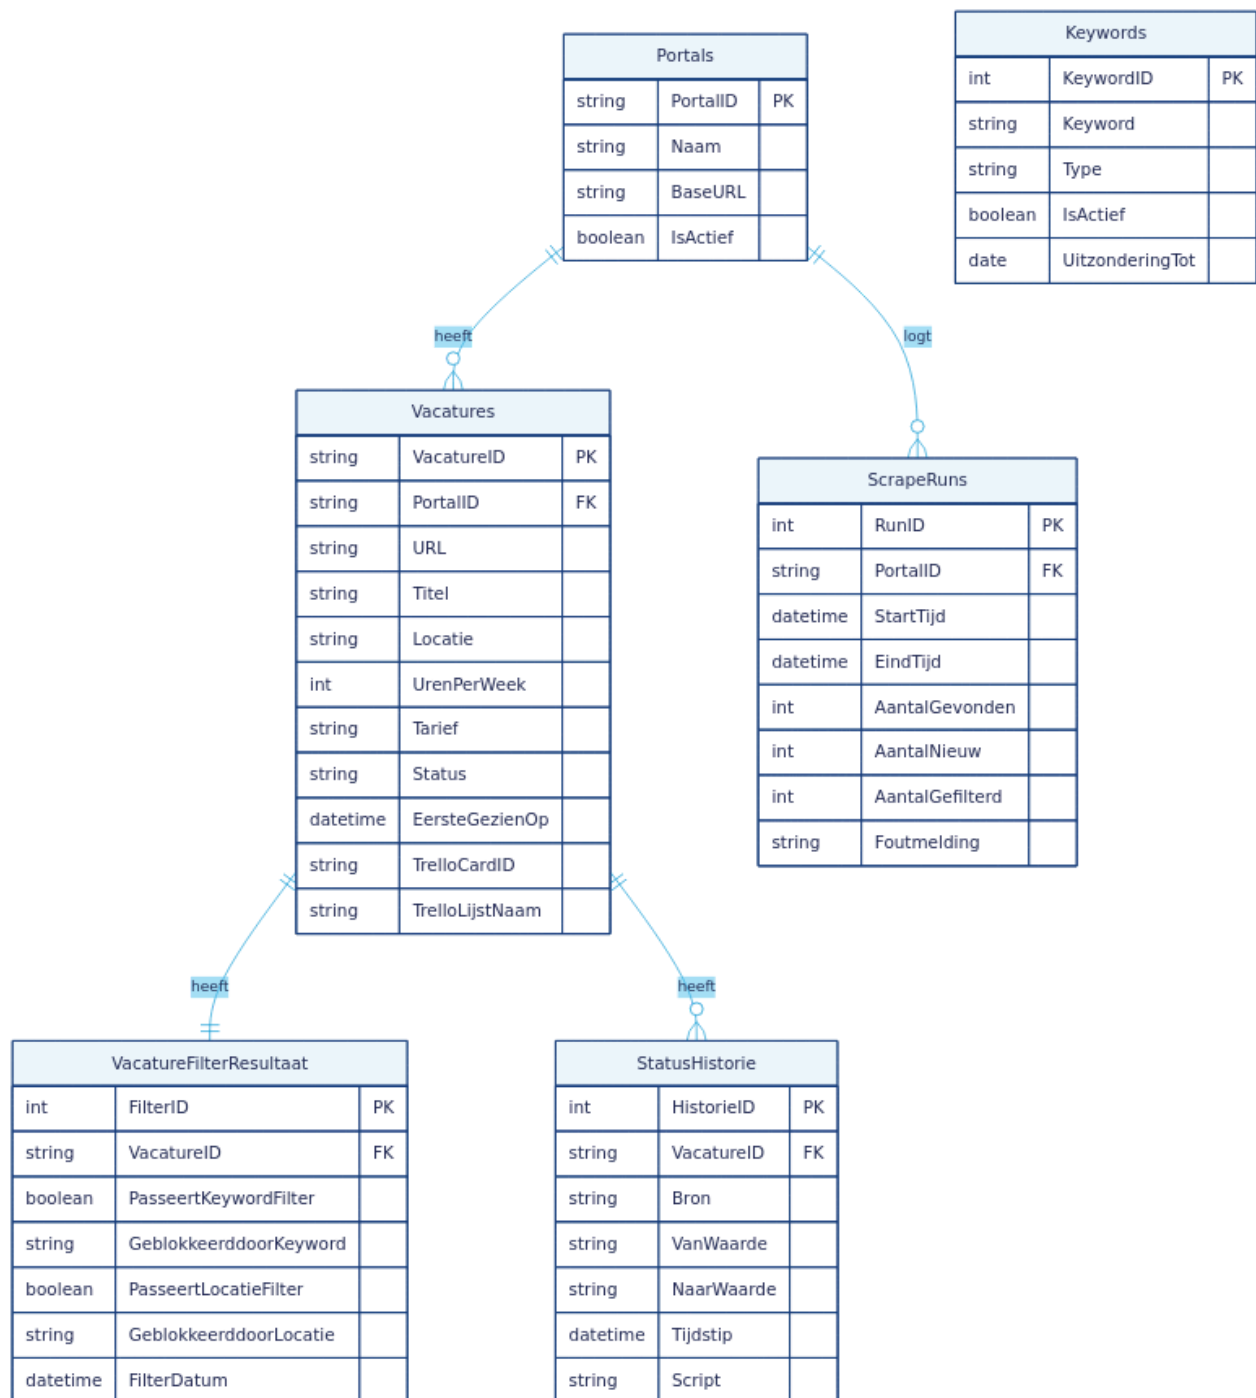 Portals
string PortalID PK
string Naam
string BaseURL
boolean IsActief
Keywords
int KeywordID PK
string Keyword
string Type
boolean IsActief
date UitzonderingTot
heeft
logt
Vacatures
string VacatureID PK
string PortalID FK
string URL
string Titel
string Locatie
int UrenPerWeek
string Tarief
string Status
datetime EersteGezienOp
string TrelloCardID
string TrelloLijstNaam
ScrapeRuns
int RunID PK
string PortalID FK
datetime StartTijd
datetime EindTijd
int AantalGevonden
int AantalNieuw
int AantalGefilterd
string Foutmelding
heeft
heeft
VacatureFilterResultaat
int FilterID PK
string VacatureID FK
boolean PasseertKeywordFilter
string GeblokkeerddoorKeyword
boolean PasseertLocatieFilter
string GeblokkeerddoorLocatie
datetime FilterDatum
StatusHistorie
int HistorieID PK
string VacatureID FK
string Bron
string VanWaarde
string NaarWaarde
datetime Tijdstip
string Script